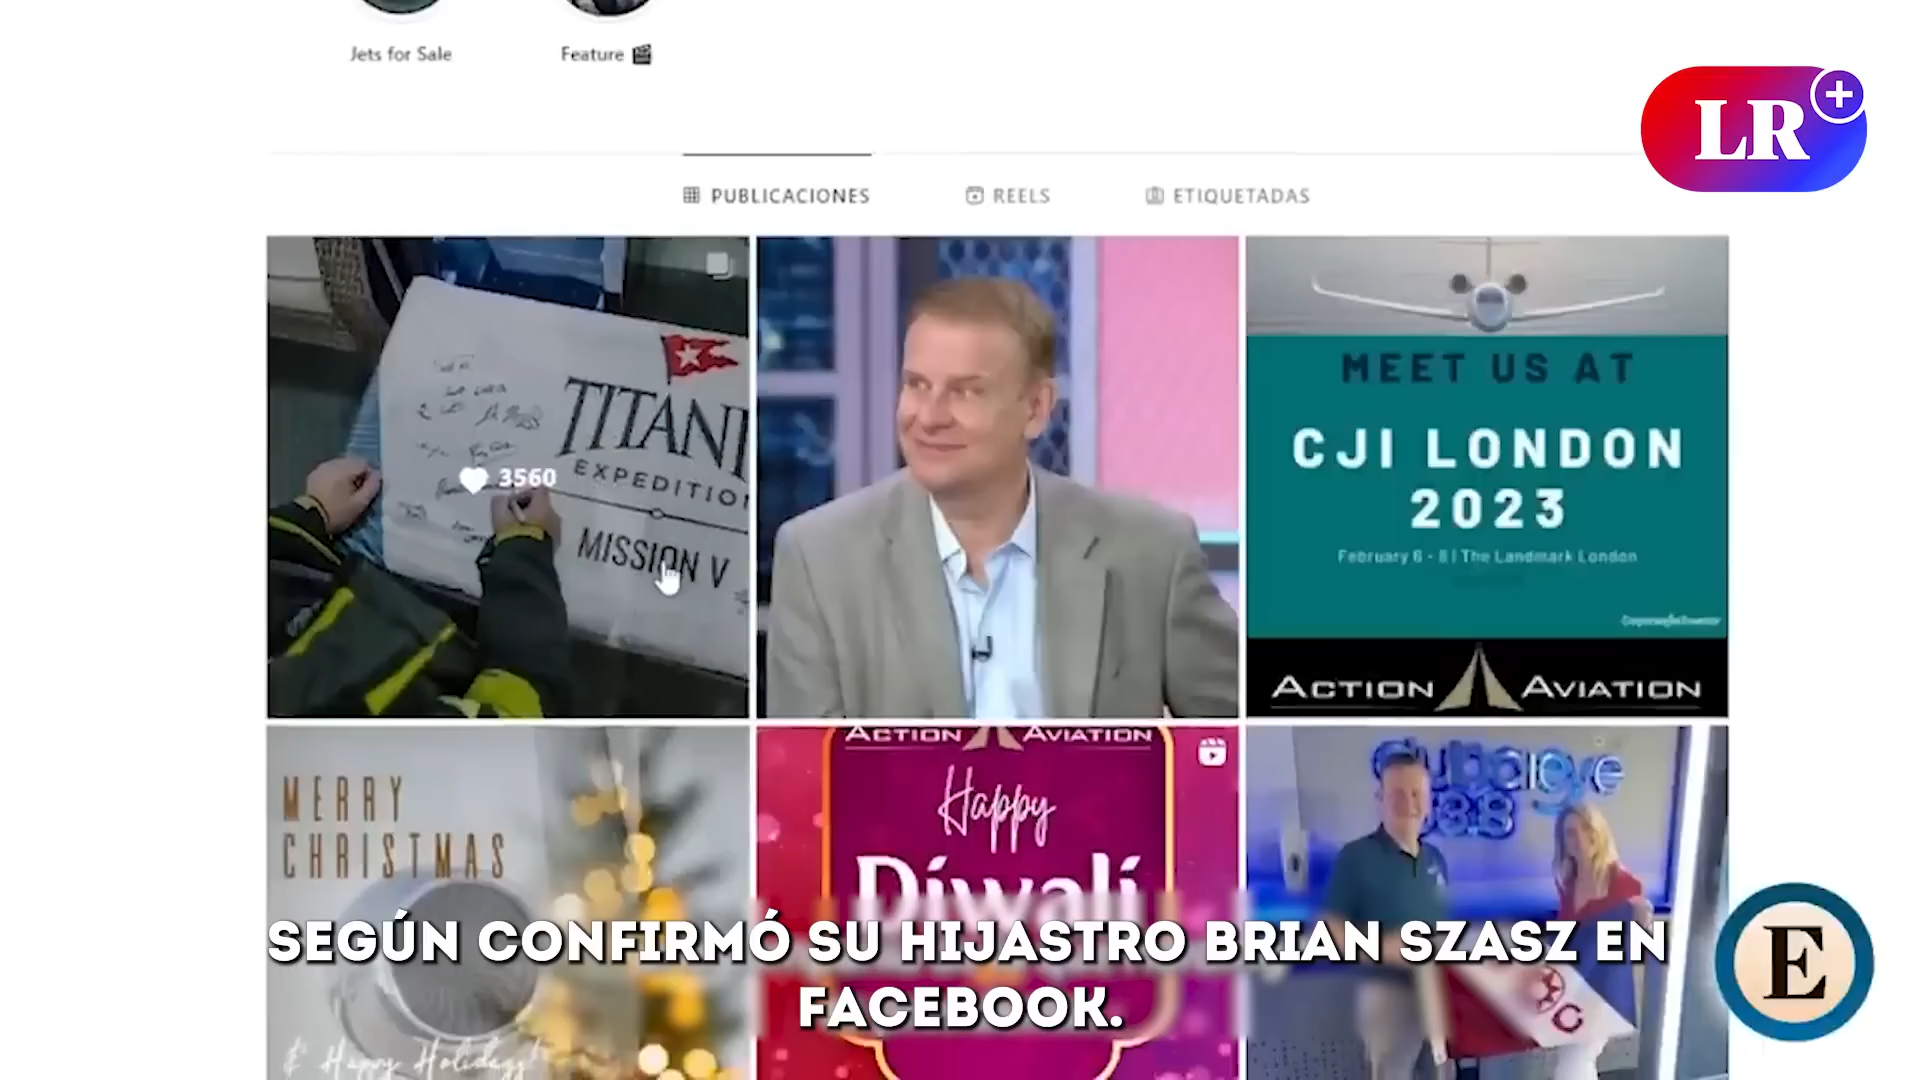 Jets for Sale
Feature
LR+
PUBLICACIONES
REELS
ETIQUETADAS
TITANI
EXPEDITIO
MISSION V
3560
MEET US AT
CJI LONDON
2023
February 6 - 8 | The Landmark London
ACTION AVIATION
MERRY
CHRISTMAS
& Happy Holidays!
ACTION AVIATION
Happy
Diwali
SEGÚN CONFIRMÓ SU HIJASTRO BRIAN SZASZ EN
FACEBOOK.
E